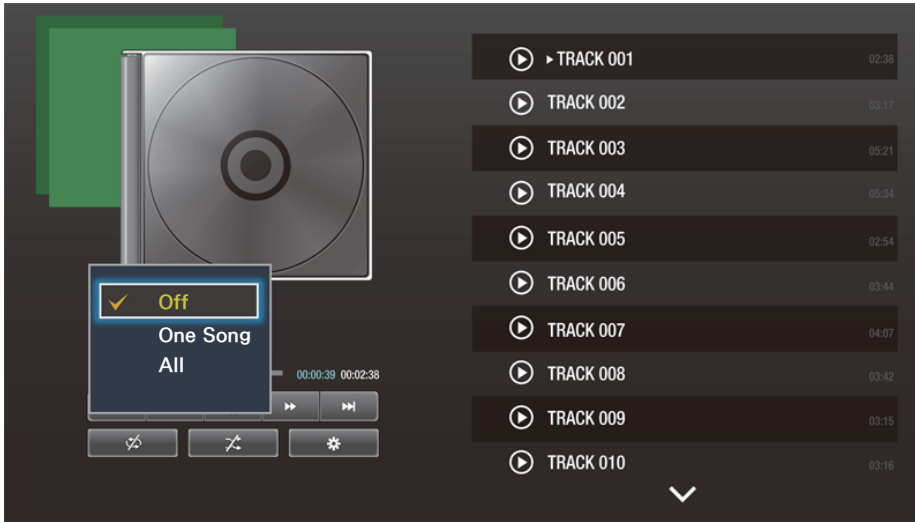 Off
One Song
All
00:00:39 00:02:38
TRACK 001 02:38
TRACK 002 03:17
TRACK 003 05:21
TRACK 004 05:34
TRACK 005 02:54
TRACK 006 03:44
TRACK 007 04:07
TRACK 008 03:42
TRACK 009 03:15
TRACK 010 03:16